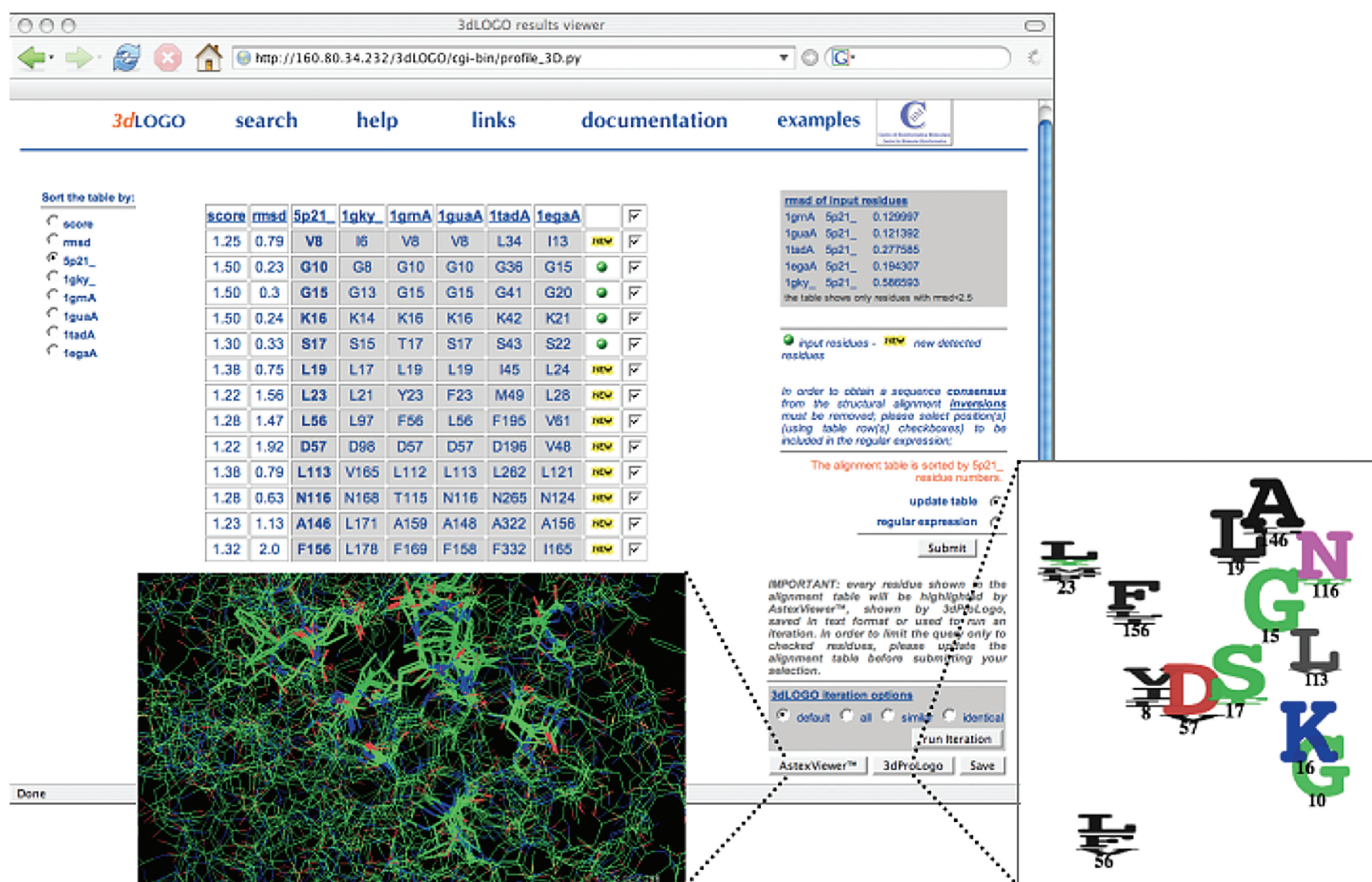 3dLOGO results viewer
http://160.80.34.232/3dLOGO/cgi-bin/profile_3D.py
G
3dLOGO search help links documentation examples
Sort the table by:
score
rmsd
5p21_
1gky_
1grnA
1guaA
1tadA
1egaA
score rmsd 5p21_ 1gky_ 1grnA 1guaA 1tadA 1egaA
1.25 0.79 V8 I6 V8 V8 L34 I13 NEW
1.50 0.23 G10 G8 G10 G10 G36 G15
1.50 0.3 G15 G13 G15 G15 G41 G20
1.50 0.24 K16 K14 K16 K16 K42 K21
1.30 0.33 S17 S15 T17 S17 S43 S22
1.38 0.75 L19 L17 L19 L19 I45 L24 NEW
1.22 1.56 L23 L21 Y23 F23 M49 L28 NEW
1.28 1.47 L56 L97 F56 L56 F195 V61 NEW
1.22 1.92 D57 D98 D57 D57 D196 V48 NEW
1.38 0.79 L113 V165 L112 L113 L262 L121 NEW
1.28 0.63 N116 N168 T115 N116 N265 N124 NEW
1.23 1.13 A146 L171 A159 A148 A322 A156 NEW
1.32 2.0 F156 L178 F169 F158 F332 I165 NEW
rmsd of input residues
1grnA 5p21_ 0.129997
1guaA 5p21_ 0.121392
1tadA 5p21_ 0.277585
1egaA 5p21_ 0.194307
1gky_ 5p21_ 0.586593
the table shows only residues with rmsd<2.5
input residues - NEW new detected
residues
In order to obtain a sequence consensus
from the structural alignment inversions
must be removed; please select position(s)
(using table row(s) checkboxes) to be
included in the regular expression;
The alignment table is sorted by 5p21_
residue numbers.
update table
regular expression
Submit
IMPORTANT: every residue shown in the
alignment table will be highlighted by
AstexViewer™, shown by 3dProLogo,
saved in text format or used to run an
iteration. In order to limit the query only to
checked residues, please update the
alignment table before submitting your
selection.
3dLOGO iteration options
default all similar identical
run Iteration
AstexViewer™ 3dProLogo Save
Done
A
146
L
19
N
116
L
23
G
15
F
156
L
113
S
17
D
57
8
K
16
G
10
56